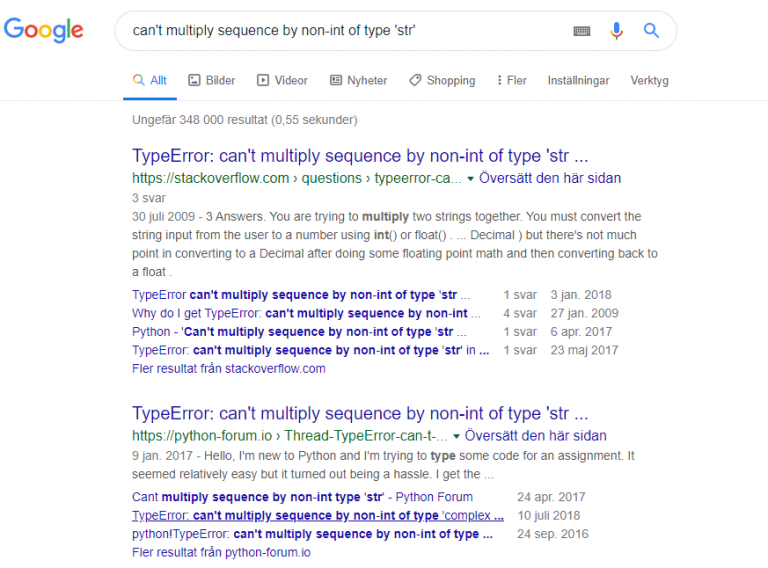 Google
can't multiply sequence by non-int of type 'str'
Allt Bilder Videor Nyheter Shopping Fler Inställningar Verktyg
Ungefär 348 000 resultat (0,55 sekunder)
TypeError: can't multiply sequence by non-int of type 'str ...
https://stackoverflow.com › questions › typeerror-ca... ▾ Översätt den här sidan
3 svar
30 juli 2009 - 3 Answers. You are trying to multiply two strings together. You must convert the
string input from the user to a number using int() or float() . ... Decimal ) but there's not much
point in converting to a Decimal after doing some floating point math and then converting back to
a float .
TypeError can't multiply sequence by non-int of type 'str ... 1 svar 3 jan. 2018
Why do I get TypeError: can't multiply sequence by non-int ... 4 svar 27 jan. 2009
Python - 'Can't multiply sequence by non-int of type 'str ... 1 svar 6 apr. 2017
TypeError: can't multiply sequence by non-int of type 'str' in ... 1 svar 23 maj 2017
Fler resultat från stackoverflow.com
TypeError: can't multiply sequence by non-int of type 'str ...
https://python-forum.io › Thread-TypeError-can-t-... ▾ Översätt den här sidan
9 jan. 2017 - Hello, I'm new to Python and I'm trying to type some code for an assignment. It
seemed relatively easy but it turned out being a hassle. I get the ...
Cant multiply sequence by non-int type 'str' - Python Forum 24 apr. 2017
TypeError: can't multiply sequence by non-int of type 'complex ... 10 juli 2018
python!TypeError: can't multiply sequence by non-int of type ... 24 sep. 2016
Fler resultat från python-forum.io